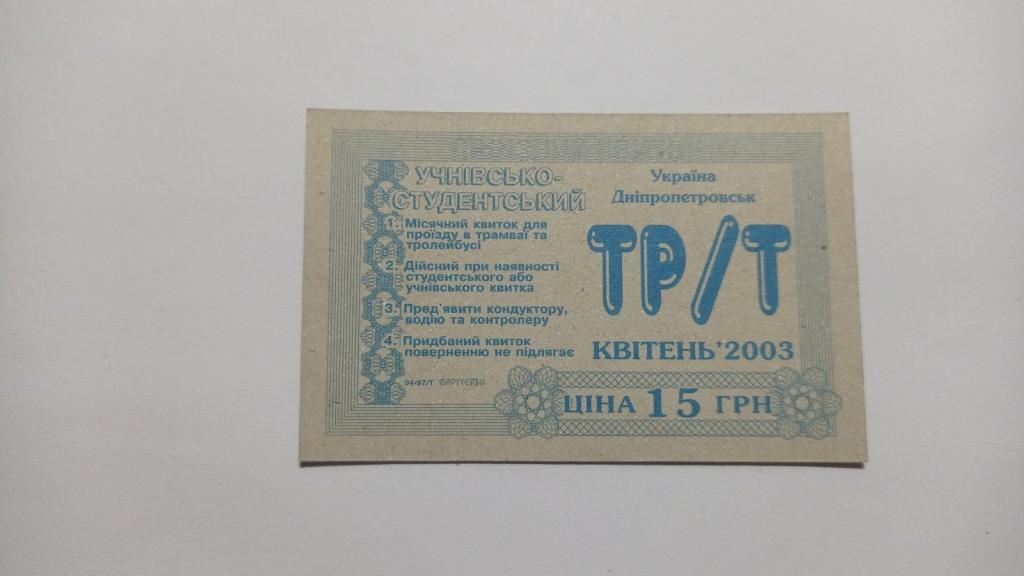 УЧНІВСЬКО-
СТУДЕНТСЬКИЙ
1. Місячний квиток для
проїзду в трамваї та
тролейбусі
2. Дійсний при наявності
студентського або
учнівського квитка
3. Пред'явити кондуктору,
водію та контролеру
4. Придбаний квиток
поверненню не підлягає
04-97/Т
Україна
Дніпропетровськ
ТР/Т
КВІТЕНЬ'2003
ЦІНА 15 ГРН